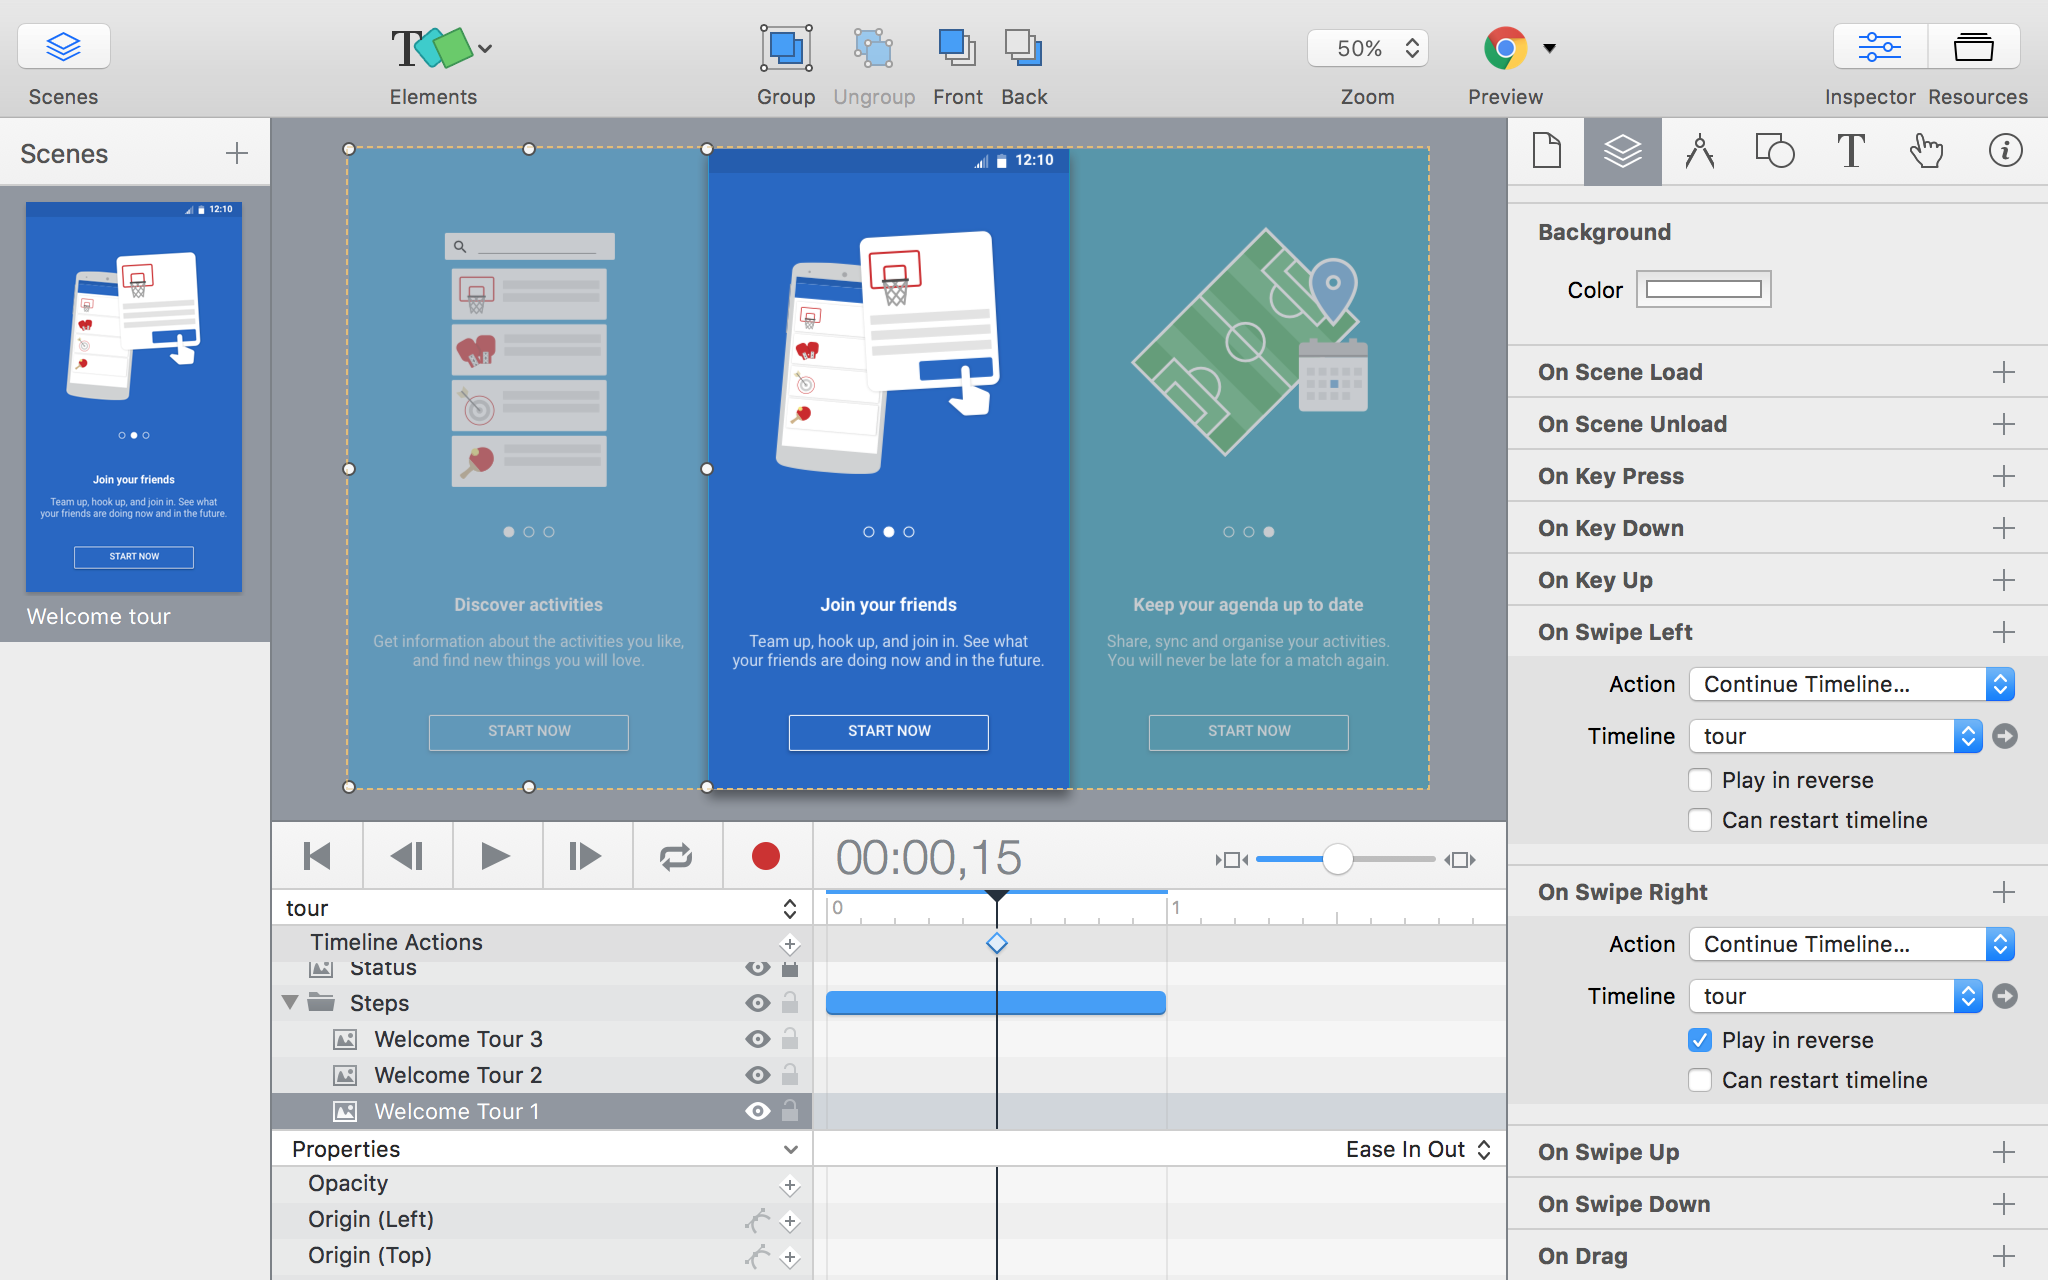 Scenes
T
Elements
Group
Ungroup
Front
Back
50%
Zoom
Preview
Inspector
Resources
Scenes
12:10
Join your friends
Team up, hook up, and join in. See what
your friends are doing now and in the future.
START NOW
Welcome tour
Discover activities
Get information about the activities you like,
and find new things you will love.
START NOW
12:10
Join your friends
Team up, hook up, and join in. See what
your friends are doing now and in the future.
START NOW
Keep your agenda up to date
Share, sync and organise your activities.
You will never be late for a match again.
START NOW
00:00,15
tour
0
1
Timeline Actions
Status
Steps
Welcome Tour 3
Welcome Tour 2
Welcome Tour 1
Properties
Ease In Out
Opacity
Origin (Left)
Origin (Top)
T
i
Background
Color
On Scene Load
On Scene Unload
On Key Press
On Key Down
On Key Up
On Swipe Left
Action
Continue Timeline...
Timeline
tour
Play in reverse
Can restart timeline
On Swipe Right
Action
Continue Timeline...
Timeline
tour
Play in reverse
Can restart timeline
On Swipe Up
On Swipe Down
On Drag